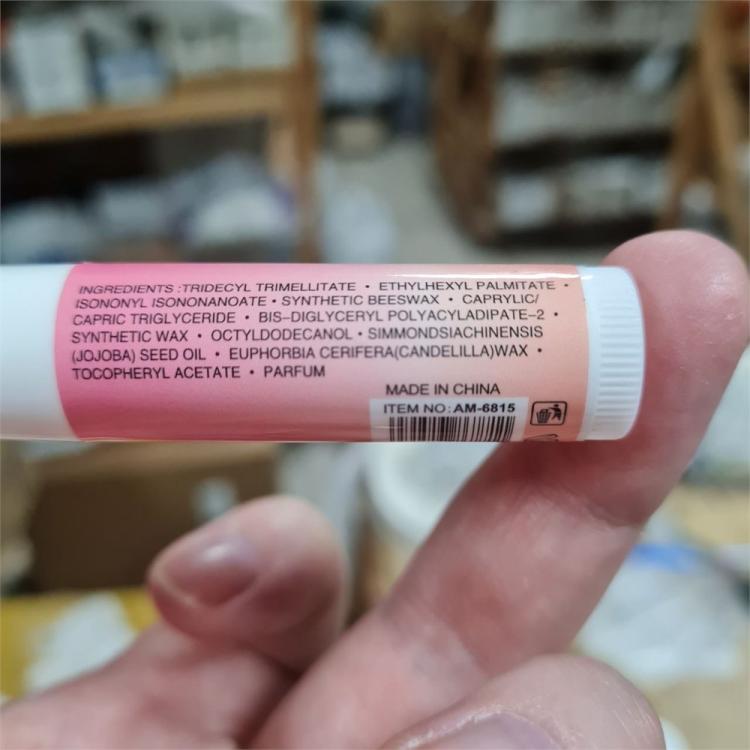 INGREDIENTS :TRIDECYL TRIMELLITATE • ETHYLHEXYL PALMITATE •
ISONONYL ISONONANOATE • SYNTHETIC BEESWAX • CAPRYLIC/
CAPRIC TRIGLYCERIDE • BIS-DIGLYCERYL POLYACYLADIPATE-2 •
SYNTHETIC WAX • OCTYLDODECANOL • SIMMONDSIACHINENSIS
(JOJOBA) SEED OIL • EUPHORBIA CERIFERA(CANDELILLA)WAX •
TOCOPHERYL ACETATE • PARFUM
MADE IN CHINA
ITEM NO: AM-6815